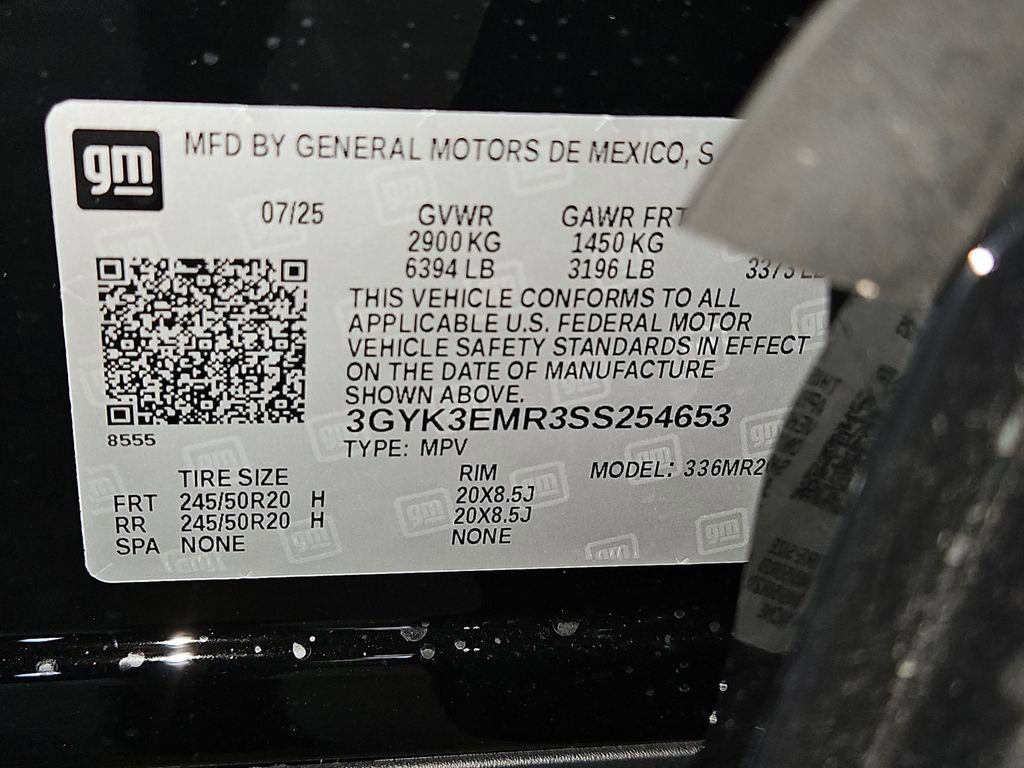 gm
MFD BY GENERAL MOTORS DE MEXICO, S
07/25 GVWR GAWR FRT
2900 KG 1450 KG
6394 LB 3196 LB 3373 LB
THIS VEHICLE CONFORMS TO ALL
APPLICABLE U.S. FEDERAL MOTOR
VEHICLE SAFETY STANDARDS IN EFFECT
ON THE DATE OF MANUFACTURE
SHOWN ABOVE.
3GYK3EMR3SS254653
8555
TYPE: MPV
TIRE SIZE RIM MODEL: 336MR2
FRT 245/50R20 H 20X8.5J
RR 245/50R20 H 20X8.5J
SPA NONE NONE